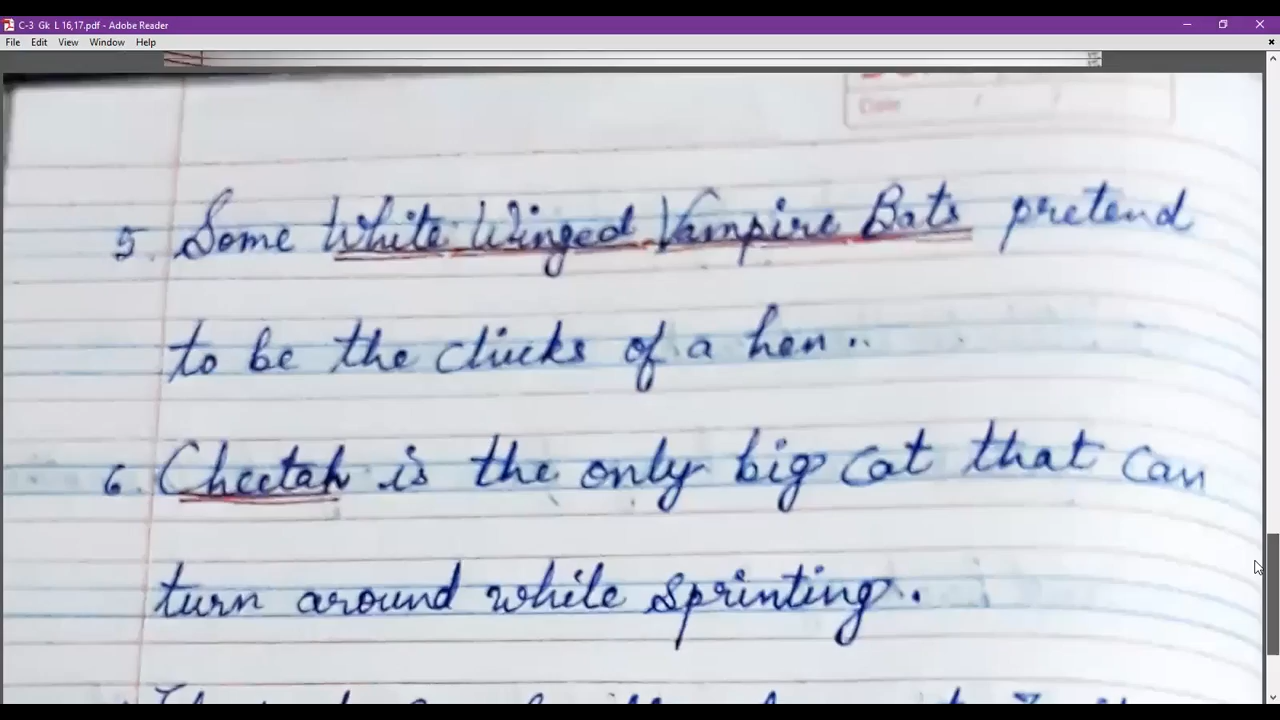 C-3 Gk L 16,17.pdf - Adobe Reader
File Edit View Window Help
Date / /
5. Some White Winged Vampire Bats pretend
to be the chicks of a hen..
6. Cheetah is the only big cat that can
turn around while sprinting.